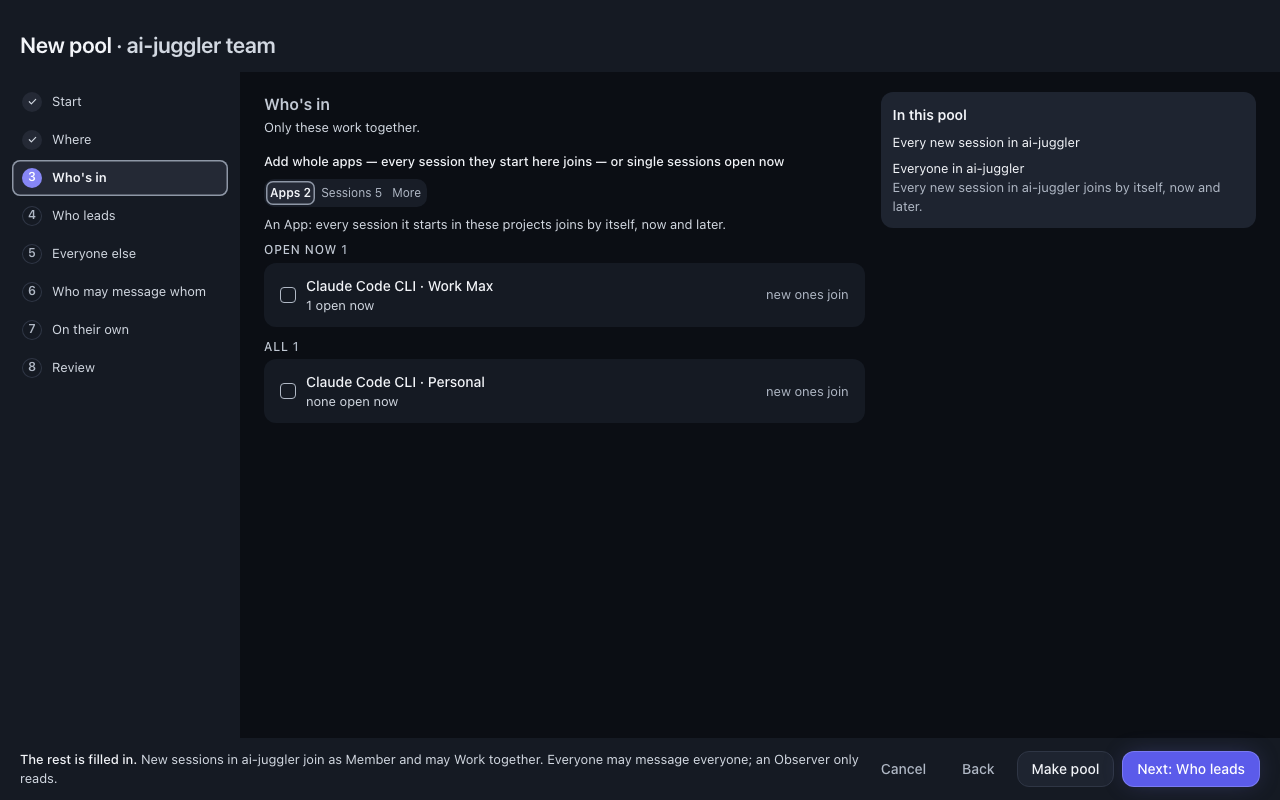 New pool · ai-juggler team
Start
Where
3 Who's in
4 Who leads
5 Everyone else
6 Who may message whom
7 On their own
8 Review
Who's in
Only these work together.
Add whole apps — every session they start here joins — or single sessions open now
Apps 2 Sessions 5 More
An App: every session it starts in these projects joins by itself, now and later.
OPEN NOW 1
Claude Code CLI · Work Max
1 open now
new ones join
ALL 1
Claude Code CLI · Personal
none open now
new ones join
In this pool
Every new session in ai-juggler
Everyone in ai-juggler
Every new session in ai-juggler joins by itself, now and
later.
The rest is filled in. New sessions in ai-juggler join as Member and may Work together. Everyone may message everyone; an Observer only
reads.
Cancel Back Make pool Next: Who leads